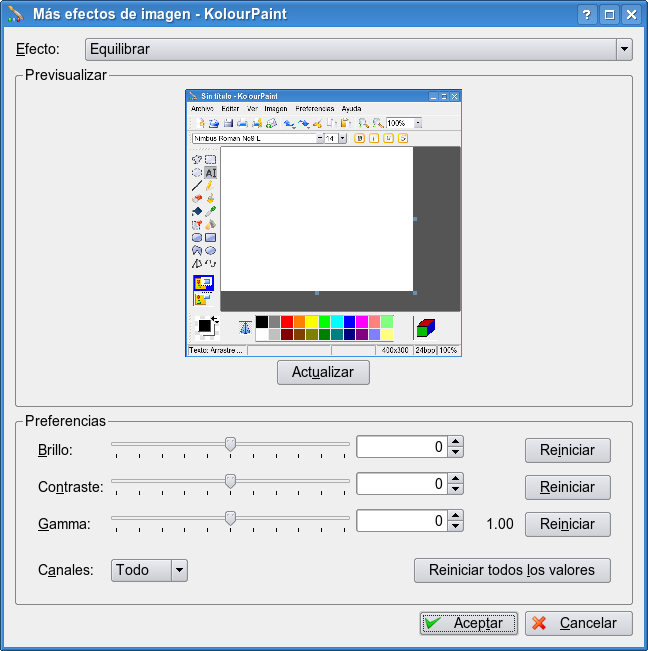 Más efectos de imagen - KolourPaint
Efecto: Equilibrar
Previsualizar
Sin título - KolourPaint
Archivo Editar Ver Imagen Preferencias Ayuda
100%
Nimbus Roman No9 L 14
Texto: Arrastre ... 400x300 24bpp 100%
Actualizar
Preferencias
Brillo: 0 Reiniciar
Contraste: 0 Reiniciar
Gamma: 0 1.00 Reiniciar
Canales: Todo Reiniciar todos los valores
Aceptar Cancelar